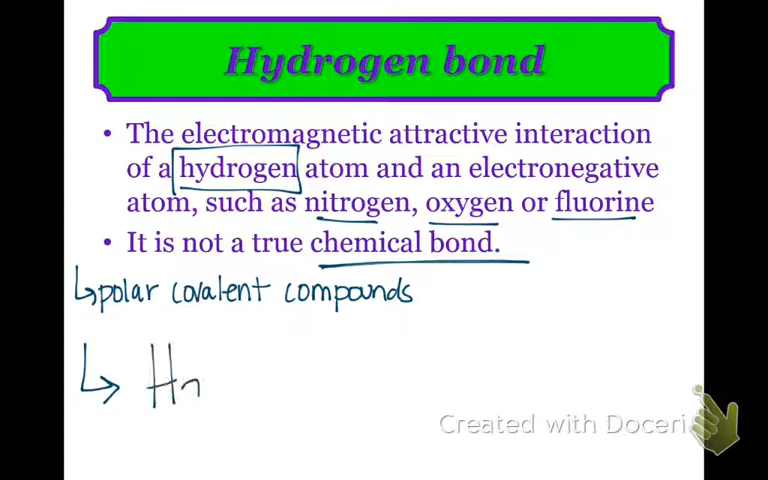 Hydrogen bond
• The electromagnetic attractive interaction
of a hydrogen atom and an electronegative
atom, such as nitrogen, oxygen or fluorine
• It is not a true chemical bond.
↳polar covalent compounds
↳ H
Created with Doceri